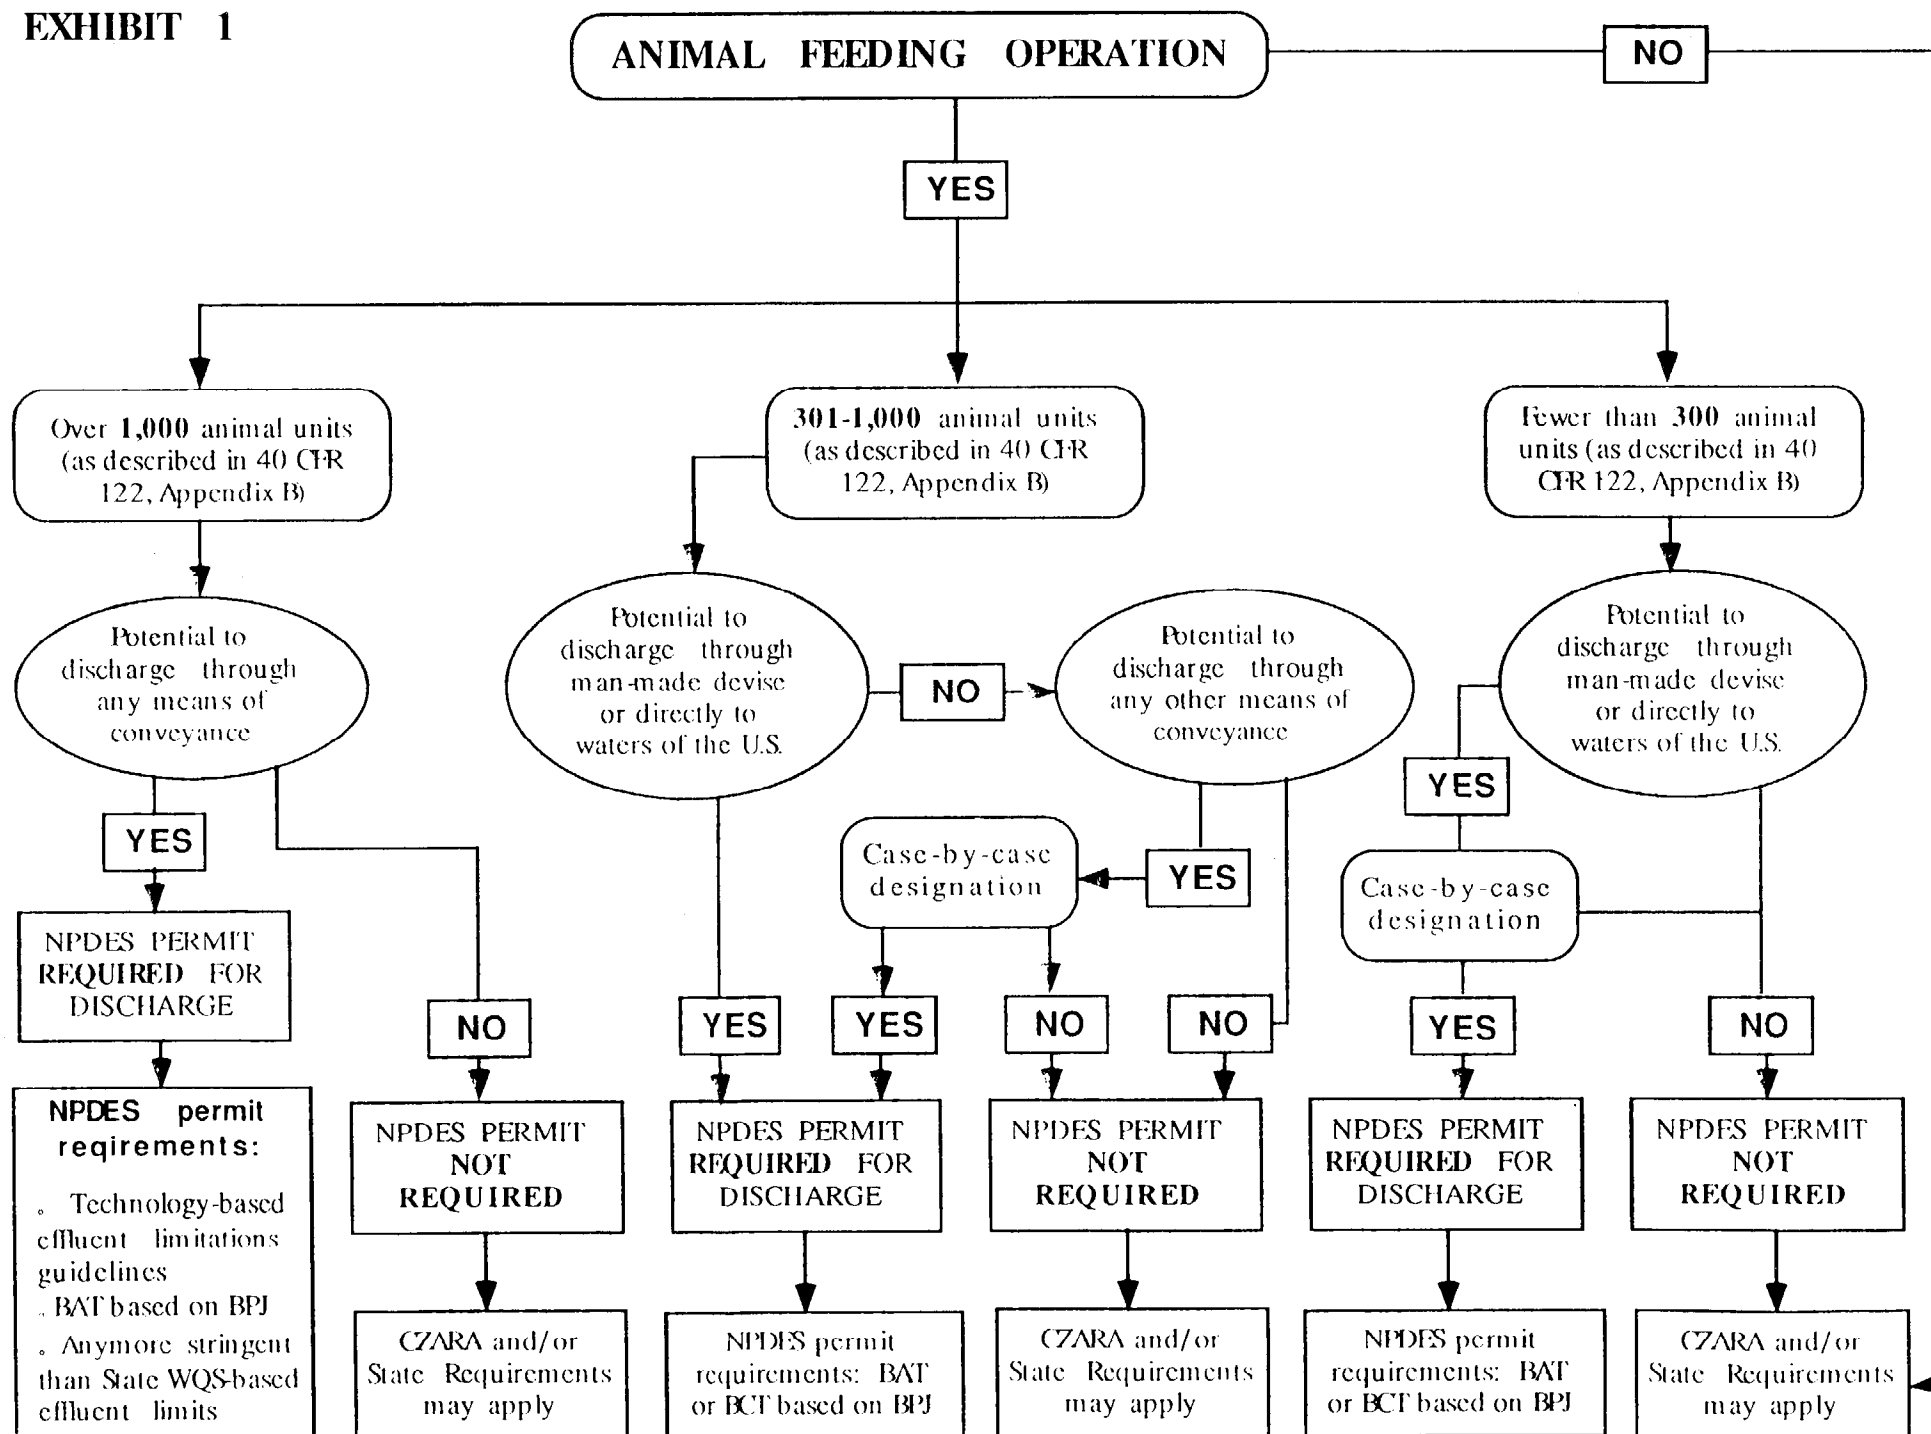 EXHIBIT 1
ANIMAL FEEDING OPERATION
NO
YES
Over 1,000 animal units
(as described in 40 CFR
122, Appendix B)
301-1,000 animal units
(as described in 40 CFR
122, Appendix B)
Fewer than 300 animal
units (as described in 40
CFR 122, Appendix B)
Potential to
discharge through
any means of
conveyance
Potential to
discharge through
man-made devise
or directly to
waters of the U.S.
NO
Potential to
discharge through
any other means of
conveyance
Potential to
discharge through
man-made devise
or directly to
waters of the U.S.
YES
YES
YES
Case-by-case
designation
Case-by-case
designation
NPDES PERMIT
REQUIRED FOR
DISCHARGE
NO
YES
YES
NO
NO
YES
NO
NPDES permit
reqirements:
◦ Technology-based
effluent limitations
guidelines
◦ BAT based on BPJ
◦ Anymore stringent
than State WQS-based
effluent limits
NPDES PERMIT
NOT
REQUIRED
NPDES PERMIT
REQUIRED FOR
DISCHARGE
NPDES PERMIT
NOT
REQUIRED
NPDES PERMIT
REQUIRED FOR
DISCHARGE
NPDES PERMIT
NOT
REQUIRED
CZARA and/or
State Requirements
may apply
NPDES permit
requirements: BAT
or BCT based on BPJ
CZARA and/or
State Requirements
may apply
NPDES permit
requirements: BAT
or BCT based on BPJ
CZARA and/or
State Requirements
may apply